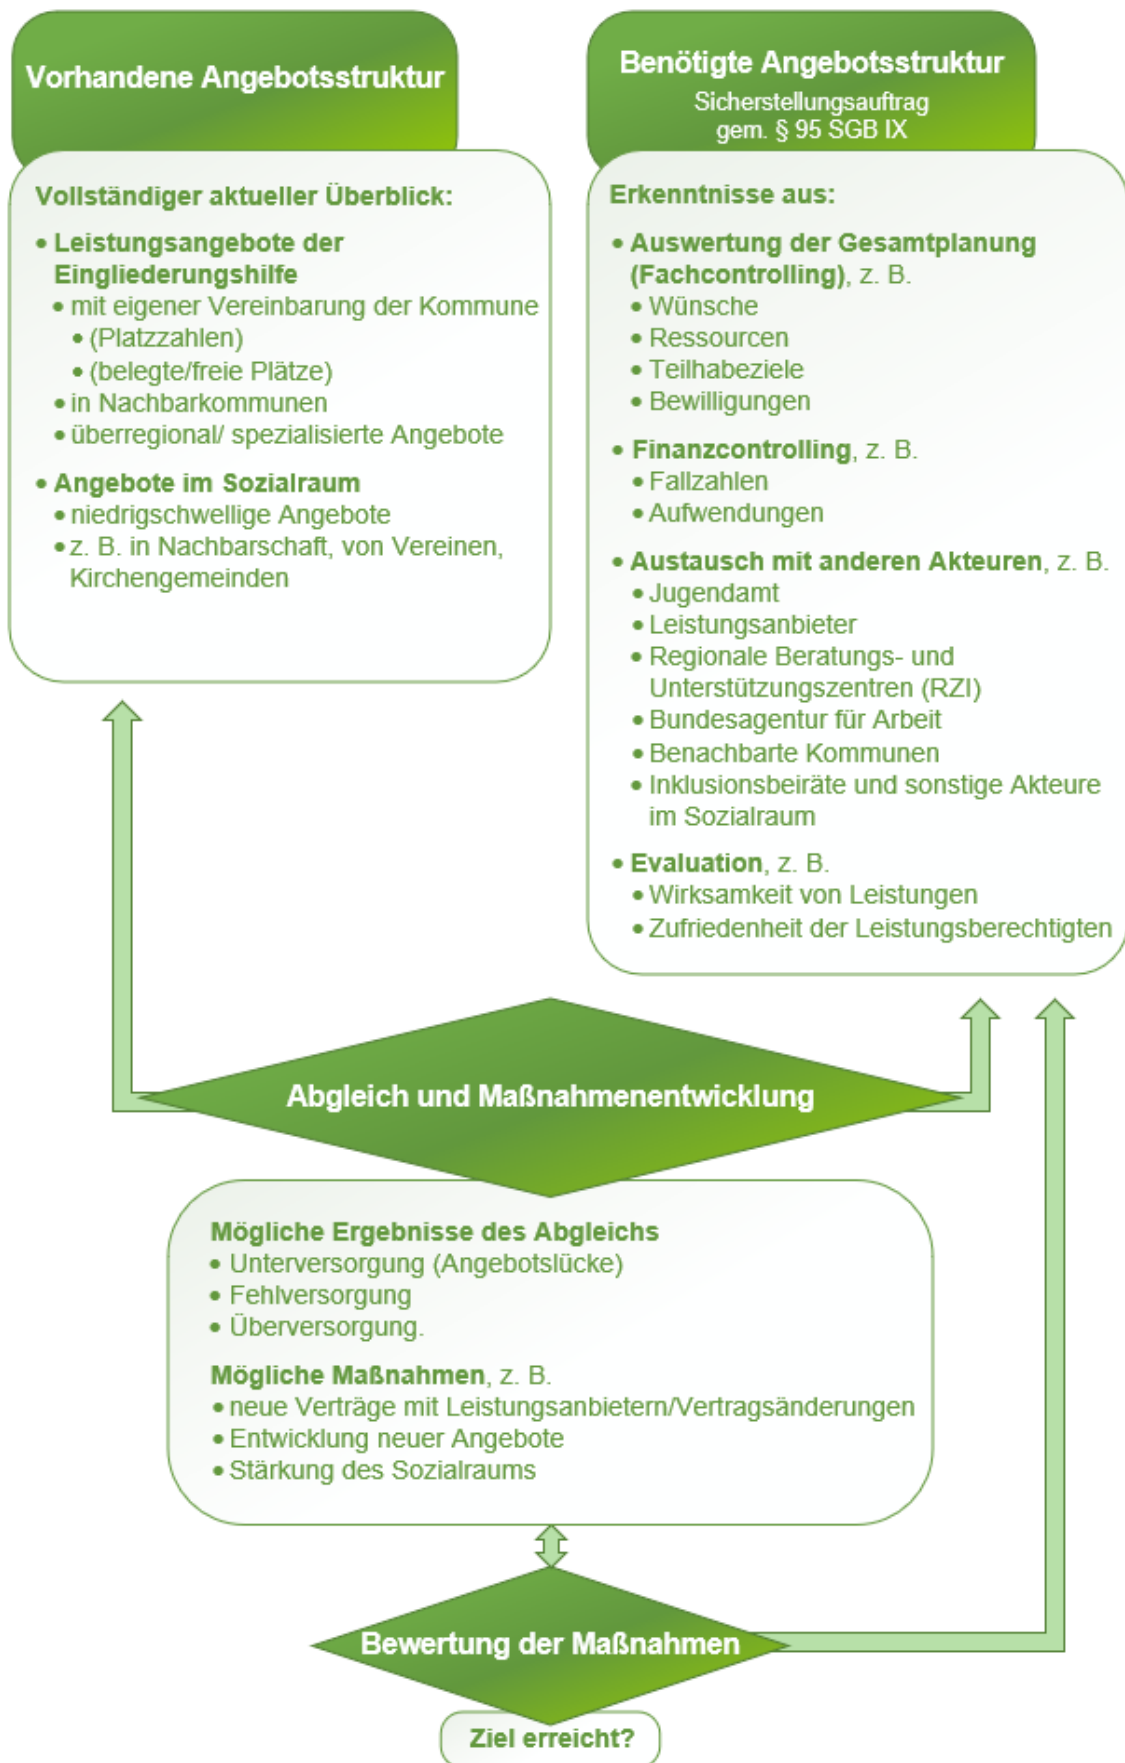 Vorhandene Angebotsstruktur
Vollständiger aktueller Überblick:
• Leistungsangebote der
Eingliederungshilfe
• mit eigener Vereinbarung der Kommune
• (Platzzahlen)
• (belegte/freie Plätze)
• in Nachbarkommunen
• überregional/ spezialisierte Angebote
• Angebote im Sozialraum
• niedrigschwellige Angebote
• z. B. in Nachbarschaft, von Vereinen,
Kirchengemeinden
Benötigte Angebotsstruktur
Sicherstellungsauftrag
gem. § 95 SGB IX
Erkenntnisse aus:
• Auswertung der Gesamtplanung
(Fachcontrolling), z. B.
• Wünsche
• Ressourcen
• Teilhabeziele
• Bewilligungen
• Finanzcontrolling, z. B.
• Fallzahlen
• Aufwendungen
• Austausch mit anderen Akteuren, z. B.
• Jugendamt
• Leistungsanbieter
• Regionale Beratungs- und
Unterstützungszentren (RZI)
• Bundesagentur für Arbeit
• Benachbarte Kommunen
• Inklusionsbeiräte und sonstige Akteure
im Sozialraum
• Evaluation, z. B.
• Wirksamkeit von Leistungen
• Zufriedenheit der Leistungsberechtigten
Abgleich und Maßnahmenentwicklung
Mögliche Ergebnisse des Abgleichs
• Unterversorgung (Angebotslücke)
• Fehlversorgung
• Überversorgung.
Mögliche Maßnahmen, z. B.
• neue Verträge mit Leistungsanbietern/Vertragsänderungen
• Entwicklung neuer Angebote
• Stärkung des Sozialraums
Bewertung der Maßnahmen
Ziel erreicht?